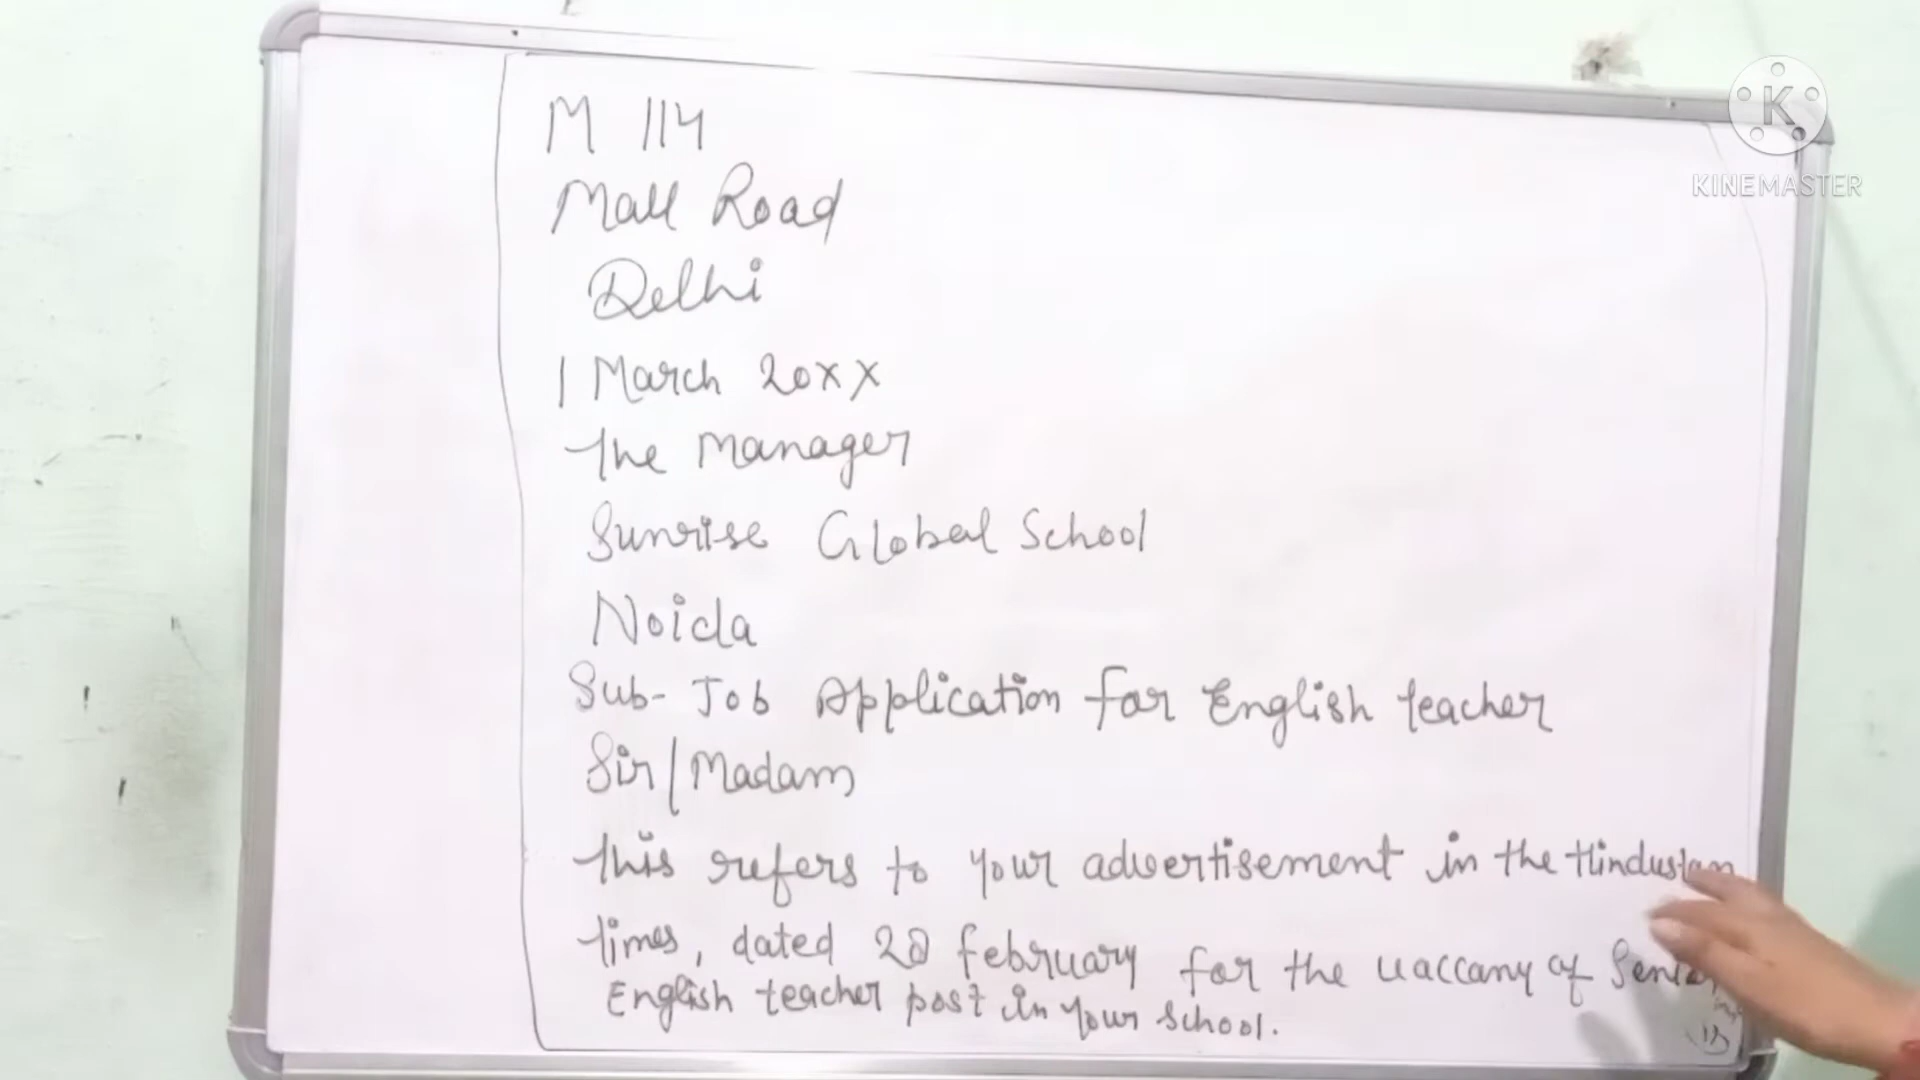 M 114
Mall Road
Delhi
1 March 20xx
The Manager
Sunrise Global School
Noida
Sub- Job Application for English teacher
Sir/Madam
This refers to your advertisement in the Hindustan
times, dated 28 february for the vaccany of Senior
English teacher post in your school.
K
KINEMASTER